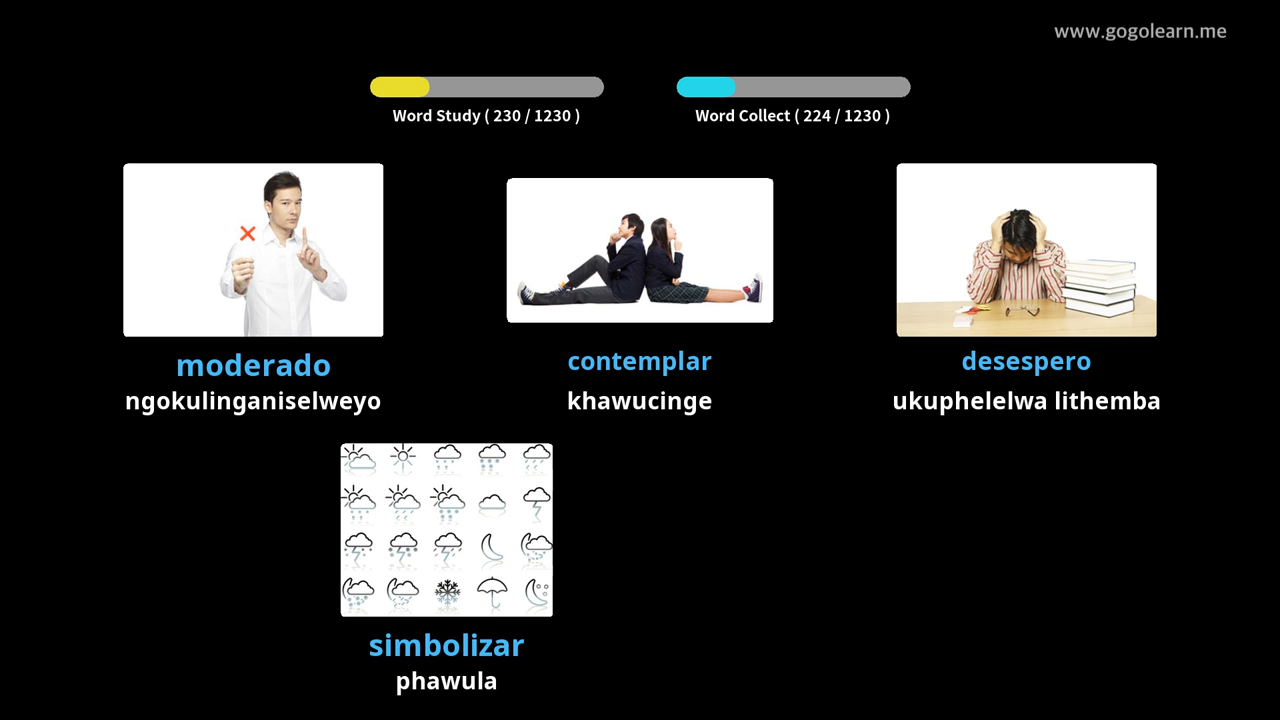 www.gogolearn.me
Word Study ( 230 / 1230 )
Word Collect ( 224 / 1230 )
moderado
ngokulinganiselweyo
contemplar
khawucinge
desespero
ukuphelelwa lithemba
simbolizar
phawula